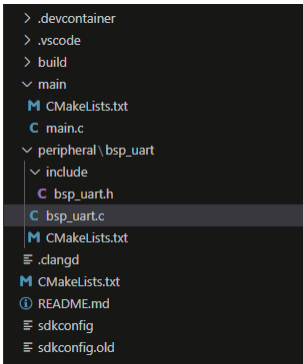 .devcontainer
.vscode
build
main
CMakeLists.txt
main.c
peripheral\bsp_uart
include
bsp_uart.h
bsp_uart.c
CMakeLists.txt
.clangd
CMakeLists.txt
README.md
sdkconfig
sdkconfig.old